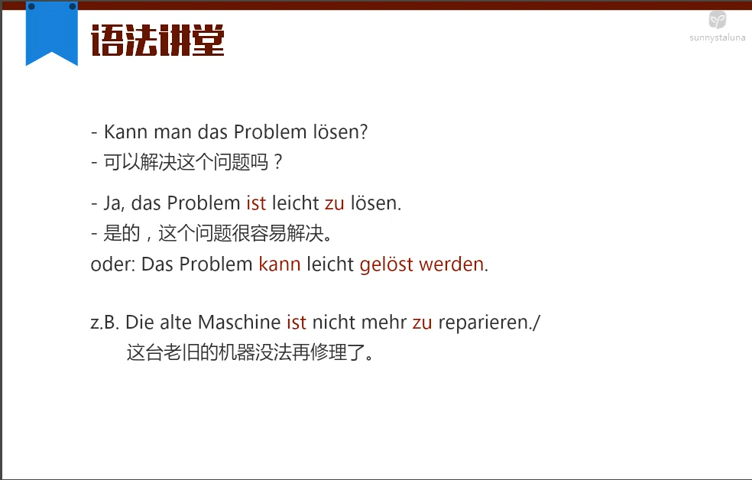 语法讲堂
sunnystaluna
- Kann man das Problem lösen?
- 可以解决这个问题吗？
- Ja, das Problem ist leicht zu lösen.
- 是的，这个问题很容易解决。
oder: Das Problem kann leicht gelöst werden.
z.B. Die alte Maschine ist nicht mehr zu reparieren./
这台老旧的机器没法再修理了。